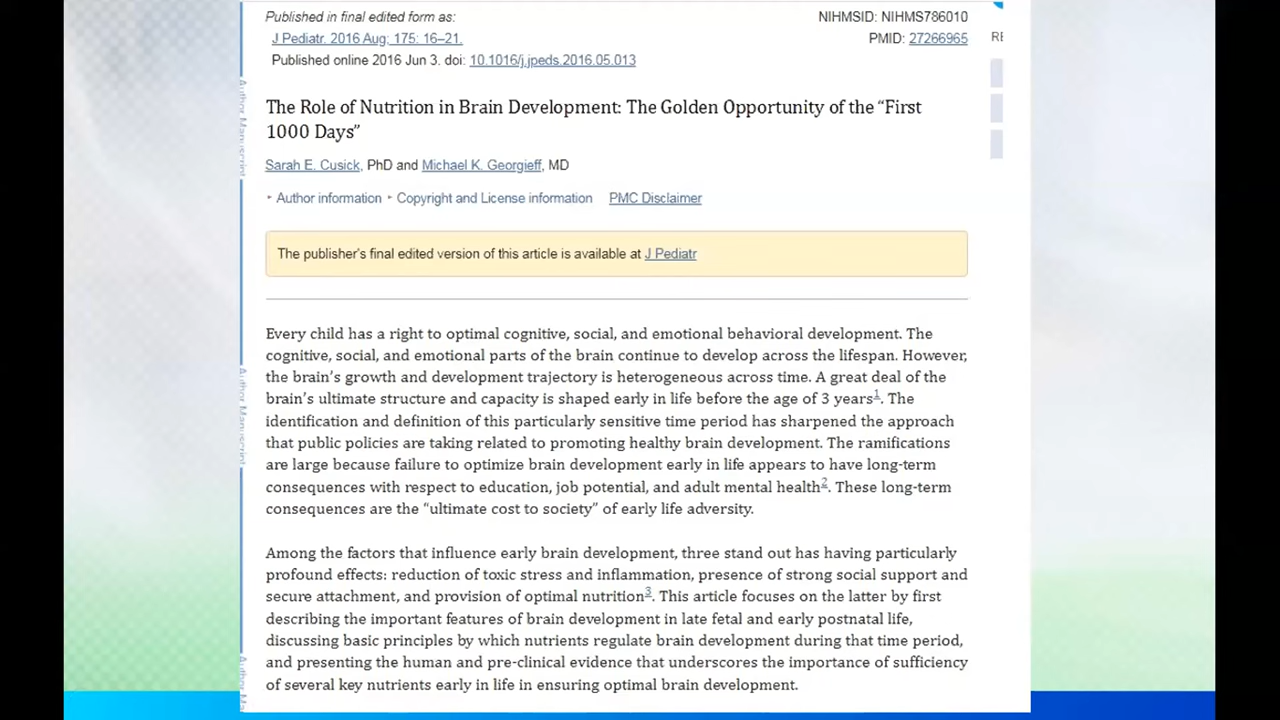 Published in final edited form as:
J Pediatr. 2016 Aug; 175: 16–21.
Published online 2016 Jun 3. doi: 10.1016/j.jpeds.2016.05.013
NIHMSID: NIHMS786010
PMID: 27266965
The Role of Nutrition in Brain Development: The Golden Opportunity of the “First
1000 Days”
Sarah E. Cusick, PhD and Michael K. Georgieff, MD
Author information Copyright and License information PMC Disclaimer
The publisher's final edited version of this article is available at J Pediatr
Every child has a right to optimal cognitive, social, and emotional behavioral development. The
cognitive, social, and emotional parts of the brain continue to develop across the lifespan. However,
the brain’s growth and development trajectory is heterogeneous across time. A great deal of the
brain’s ultimate structure and capacity is shaped early in life before the age of 3 years1. The
identification and definition of this particularly sensitive time period has sharpened the approach
that public policies are taking related to promoting healthy brain development. The ramifications
are large because failure to optimize brain development early in life appears to have long-term
consequences with respect to education, job potential, and adult mental health2. These long-term
consequences are the “ultimate cost to society” of early life adversity.
Among the factors that influence early brain development, three stand out has having particularly
profound effects: reduction of toxic stress and inflammation, presence of strong social support and
secure attachment, and provision of optimal nutrition3. This article focuses on the latter by first
describing the important features of brain development in late fetal and early postnatal life,
discussing basic principles by which nutrients regulate brain development during that time period,
and presenting the human and pre-clinical evidence that underscores the importance of sufficiency
of several key nutrients early in life in ensuring optimal brain development.